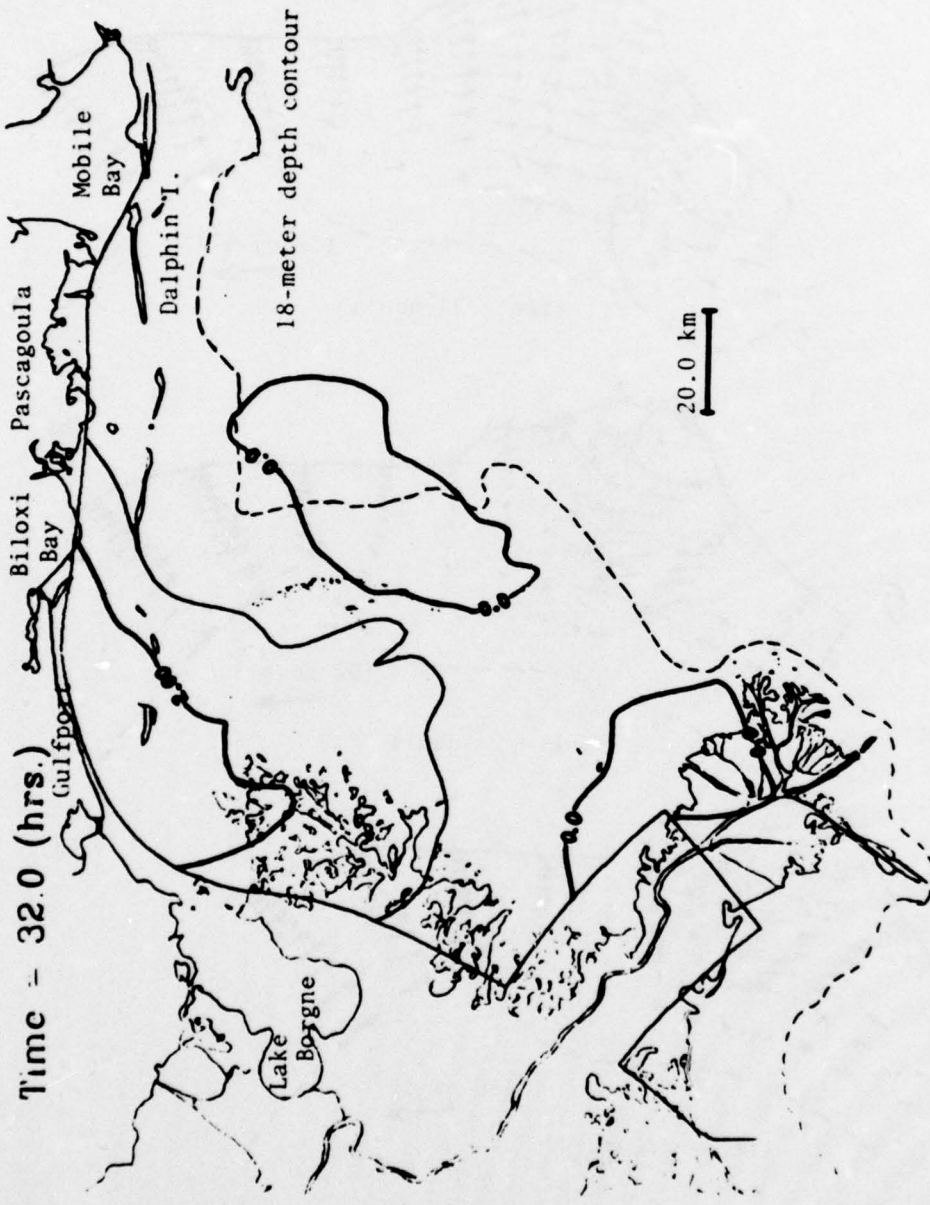 Time - 32.0 (hrs.)
Gulfport
Biloxi
Bay
Pascagoula
Mobile
Bay
Dalphin I.
18-meter depth contour
Lake
Borgne
20.0 km